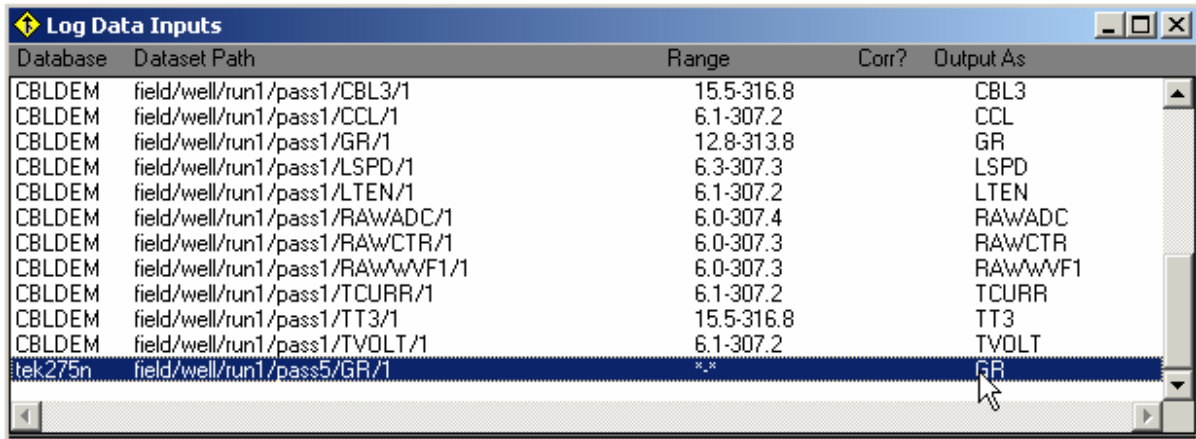 Log Data Inputs
Database Dataset Path Range Corr? Output As
CBLDEM field/well/run1/pass1/CBL3/1 15.5-316.8 CBL3
CBLDEM field/well/run1/pass1/CCL/1 6.1-307.2 CCL
CBLDEM field/well/run1/pass1/GR/1 12.8-313.8 GR
CBLDEM field/well/run1/pass1/LSPD/1 6.3-307.3 LSPD
CBLDEM field/well/run1/pass1/LTEN/1 6.1-307.2 LTEN
CBLDEM field/well/run1/pass1/RAWADC/1 6.0-307.4 RAWADC
CBLDEM field/well/run1/pass1/RAWCTR/1 6.0-307.3 RAWCTR
CBLDEM field/well/run1/pass1/RAWWVF1/1 6.0-307.3 RAWWVF1
CBLDEM field/well/run1/pass1/TCURR/1 6.1-307.2 TCURR
CBLDEM field/well/run1/pass1/TT3/1 15.5-316.8 TT3
CBLDEM field/well/run1/pass1/TVOLT/1 6.1-307.2 TVOLT
tek275n field/well/run1/pass5/GR/1 *-* GR